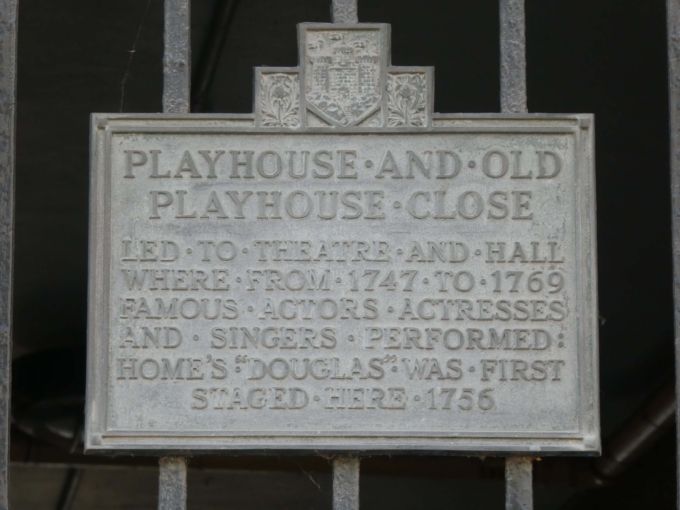 PLAYHOUSE·AND·OLD
PLAYHOUSE·CLOSE
LED·TO·THEATRE·AND·HALL
WHERE·FROM·1747·TO·1769
FAMOUS·ACTORS·ACTRESSES
AND·SINGERS·PERFORMED:
HOME'S·"DOUGLAS"·WAS·FIRST
STAGED·HERE·1756